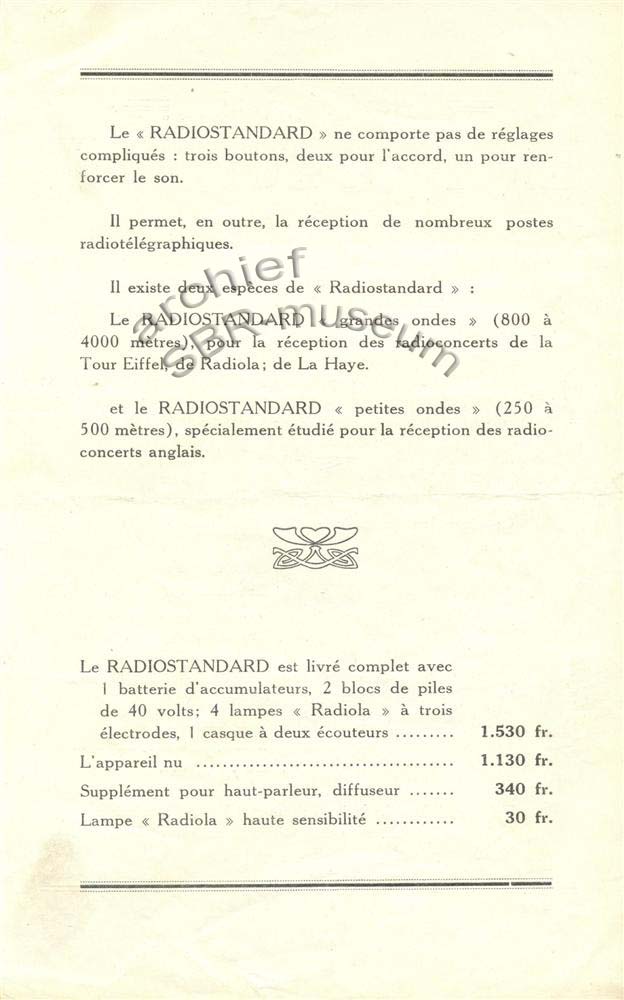 Le « RADIOSTANDARD » ne comporte pas de réglages
compliqués : trois boutons, deux pour l'accord, un pour ren-
forcer le son.
Il permet, en outre, la réception de nombreux postes
radiotélégraphiques.
Il existe deux espèces de « Radiostandard » :
Le RADIOSTANDARD « grandes ondes » (800 à
4000 mètres), pour la réception des radioconcerts de la
Tour Eiffel, de Radiola; de La Haye.
et le RADIOSTANDARD « petites ondes » (250 à
500 mètres), spécialement étudié pour la réception des radio-
concerts anglais.
archief
SBR museum
Le RADIOSTANDARD est livré complet avec
1 batterie d'accumulateurs, 2 blocs de piles
de 40 volts; 4 lampes « Radiola » à trois
électrodes, 1 casque à deux écouteurs ......... 1.530 fr.
L'appareil nu ..................................... 1.130 fr.
Supplément pour haut-parleur, diffuseur ....... 340 fr.
Lampe « Radiola » haute sensibilité ............ 30 fr.